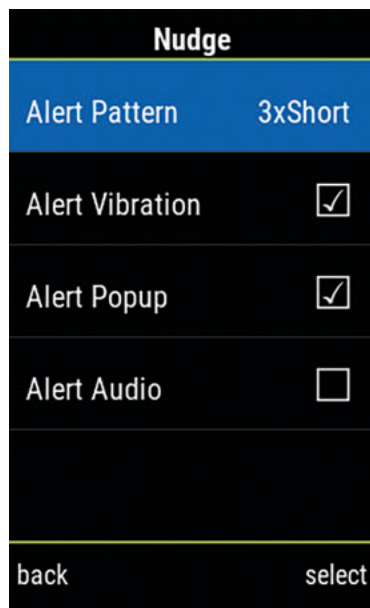 Nudge
Alert Pattern 3xShort
Alert Vibration
Alert Popup
Alert Audio
back select